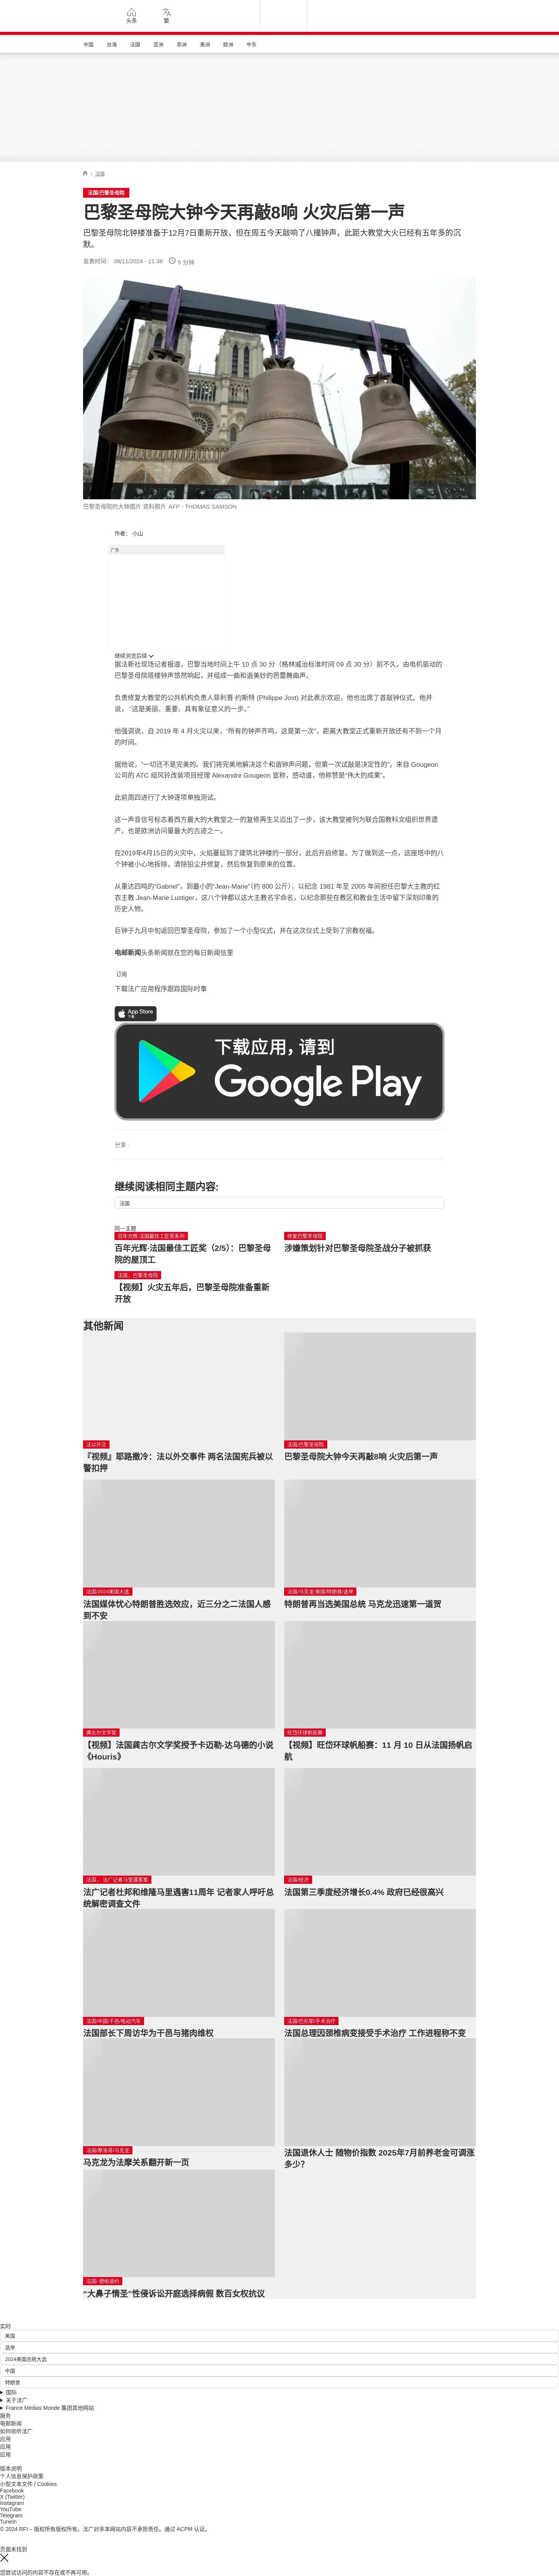 头条
繁
中国 台海 法国 亚洲 非洲 美洲 欧洲 中东
/ 法国
法国/巴黎圣母院
巴黎圣母院大钟今天再敲8响 火灾后第一声
巴黎圣母院北钟楼准备于12月7日重新开放，但在周五今天敲响了八撞钟声，此距大教堂大火已经有五年多的沉
默。
发表时间： 08/11/2024 - 11:38 5 分钟
巴黎圣母院的大钟图片 资料照片 AFP - THOMAS SAMSON
作者： 小山
广告
继续浏览后续
据法新社现场记者报道，巴黎当地时间上午 10 点 30 分（格林威治标准时间 09 点 30 分）前不久，由电机驱动的
巴黎圣母院塔楼钟声悠然响起，并组成一曲和谐美妙的芭蕾舞曲声。
负责修复大教堂的公共机构负责人菲利普·约斯特 (Philippe Jost) 对此表示欢迎，他也出席了首敲钟仪式。他并
说， “这是美丽、重要、具有象征意义的一步。”
他强调说，自 2019 年 4 月火灾以来，“所有的钟声齐鸣，这是第一次”，距离大教堂正式重新开放还有不到一个月
的时间。
据他说，“一切还不是完美的。我们将完美地解决这个和谐钟声问题，但第一次试敲是决定性的”，来自 Gougeon
公司的 ATC 组风铃改装项目经理 Alexandre Gougeon 宣称，感动道，他称赞是“伟大的成果”。
此前周四进行了大钟逐项单独测试。
这一声音信号标志着西方最大的大教堂之一的复修再生又迈出了一步，该大教堂被列为联合国教科文组织世界遗
产，也是欧洲访问量最大的古迹之一。
在2019年4月15日的火灾中，火焰蔓延到了建筑北钟楼的一部分，此后开启修复。为了做到这一点，这座塔中的八
个钟被小心地拆除，清除铅尘并修复，然后恢复到原来的位置。
从重达四吨的“Gabriel”，到最小的“Jean-Marie”（约 800 公斤），以纪念 1981 年至 2005 年间担任巴黎大主教的红
衣主教 Jean-Marie Lustiger，这八个钟都以这大主教名字命名，以纪念那些在教区和教会生活中留下深刻印象的
历史人物。
巨钟于九月中旬返回巴黎圣母院，参加了一个小型仪式，并在这次仪式上受到了宗教祝福。
电邮新闻头条新闻就在您的每日新闻信里
订阅
下载法广应用程序跟踪国际时事
App Store
下载
下载应用，请到
Google Play
分享 :
继续阅读相同主题内容:
法国
同一主题
百年光辉·法国最佳工匠奖系列
百年光辉·法国最佳工匠奖（2/5）：巴黎圣母
院的屋顶工
修复巴黎圣母院
涉嫌策划针对巴黎圣母院圣战分子被抓获
法国、巴黎圣母院
【视频】火灾五年后，巴黎圣母院准备重新
开放
其他新闻
法以外交
『视频』耶路撒冷：法以外交事件 两名法国宪兵被以
警扣押
法国/巴黎圣母院
巴黎圣母院大钟今天再敲8响 火灾后第一声
法国/2024美国大选
法国媒体忧心特朗普胜选效应，近三分之二法国人感
到不安
法国/马克龙/美国/特朗普/选举
特朗普再当选美国总统 马克龙迅速第一道贺
龚古尔文学奖
【视频】法国龚古尔文学奖授予卡迈勒-达乌德的小说
《Houris》
旺岱环球帆船赛
【视频】旺岱环球帆船赛：11 月 10 日从法国扬帆启
航
法国、 法广记者马里遇害案
法广记者杜邦和维隆马里遇害11周年 记者家人呼吁总
统解密调查文件
法国/经济
法国第三季度经济增长0.4% 政府已经很高兴
法国/中国/干邑/电动汽车
法国部长下周访华为干邑与猪肉维权
法国/巴尼耶/手术治疗
法国总理因颈椎病变接受手术治疗 工作进程称不变
法国/摩洛哥/马克龙
马克龙为法摩关系翻开新一页
法国退休人士 随物价指数 2025年7月前养老金可调涨
多少？
法国/ 德帕迪约
“大鼻子情圣”性侵诉讼开庭选择病假 数百女权抗议
实时
美国
选举
2024美国总统大选
中国
特朗普
国际
关于法广
France Médias Monde 集团其他网站
服务
电邮新闻
如何收听法广
应用
应用
应用
版本说明
个人信息保护政策
小型文本文件 / Cookies
Facebook
X (Twitter)
Instagram
YouTube
Telegram
TuneIn
© 2024 RFI – 版权所有版权所有。法广对非本网站内容不承担责任。通过 ACPM 认证。
页面未找到
您尝试访问的内容不存在或不再可用。